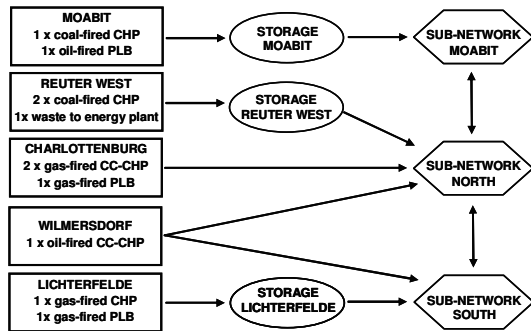 MOABIT
1 x coal-fired CHP
1x oil-fired PLB
STORAGE
MOABIT
SUB-NETWORK
MOABIT
REUTER WEST
2 x coal-fired CHP
1x waste to energy plant
STORAGE
REUTER WEST
CHARLOTTENBURG
2 x gas-fired CC-CHP
1x gas-fired PLB
SUB-NETWORK
NORTH
WILMERSDORF
1 x oil-fired CC-CHP
LICHTERFELDE
1 x gas-fired CHP
1x gas-fired PLB
STORAGE
LICHTERFELDE
SUB-NETWORK
SOUTH